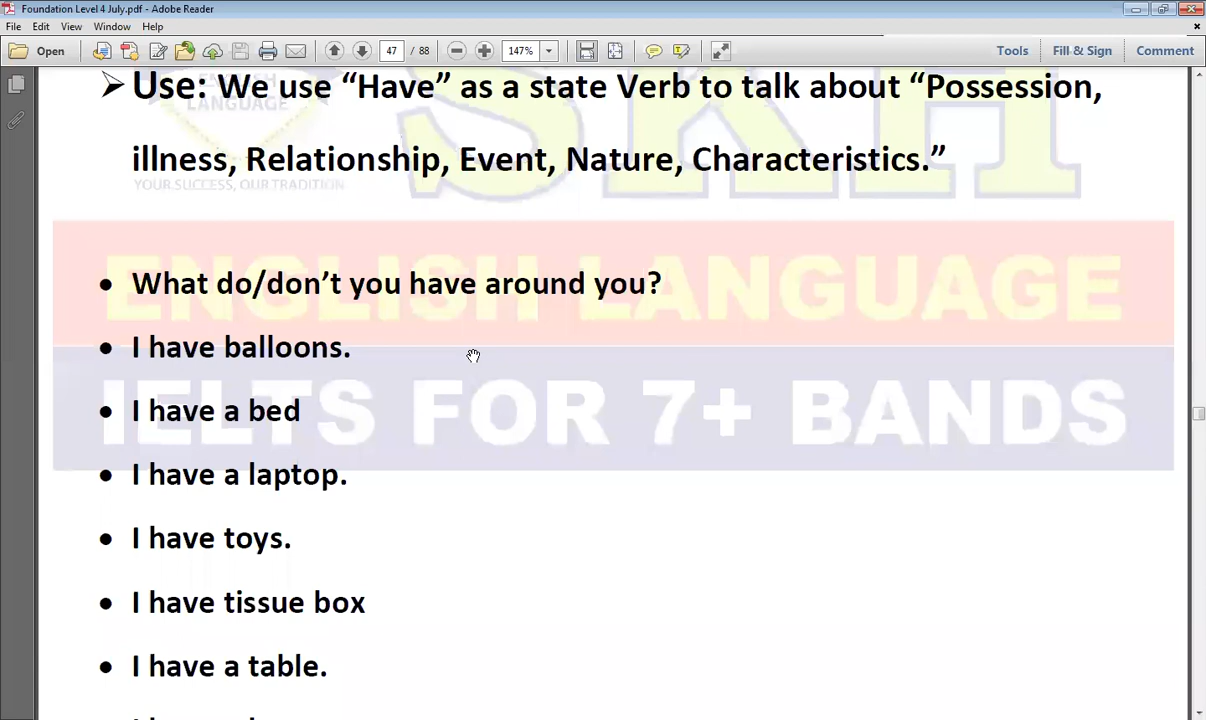 Foundation Level 4 July.pdf - Adobe Reader
File Edit View Window Help
Open 47 / 88 147% Tools Fill & Sign Comment
ENGLISH
LANGUAGE
SKH
Use: We use “Have” as a state Verb to talk about “Possession,
illness, Relationship, Event, Nature, Characteristics.”
YOUR SUCCESS, OUR TRADITION.
ENGLISH LANGUAGE
IELTS FOR 7+ BANDS
• What do/don’t you have around you?
• I have balloons.
• I have a bed
• I have a laptop.
• I have toys.
• I have tissue box
• I have a table.